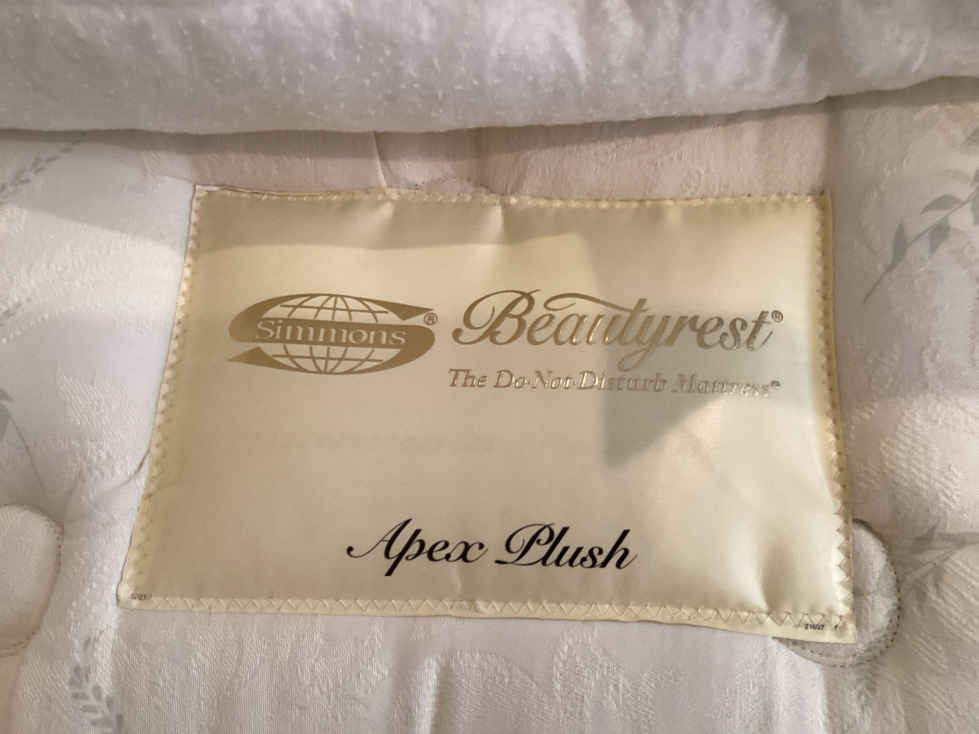 Simmons® Beautyrest®
The Do-Not-Disturb Mattress®
Apex Plush